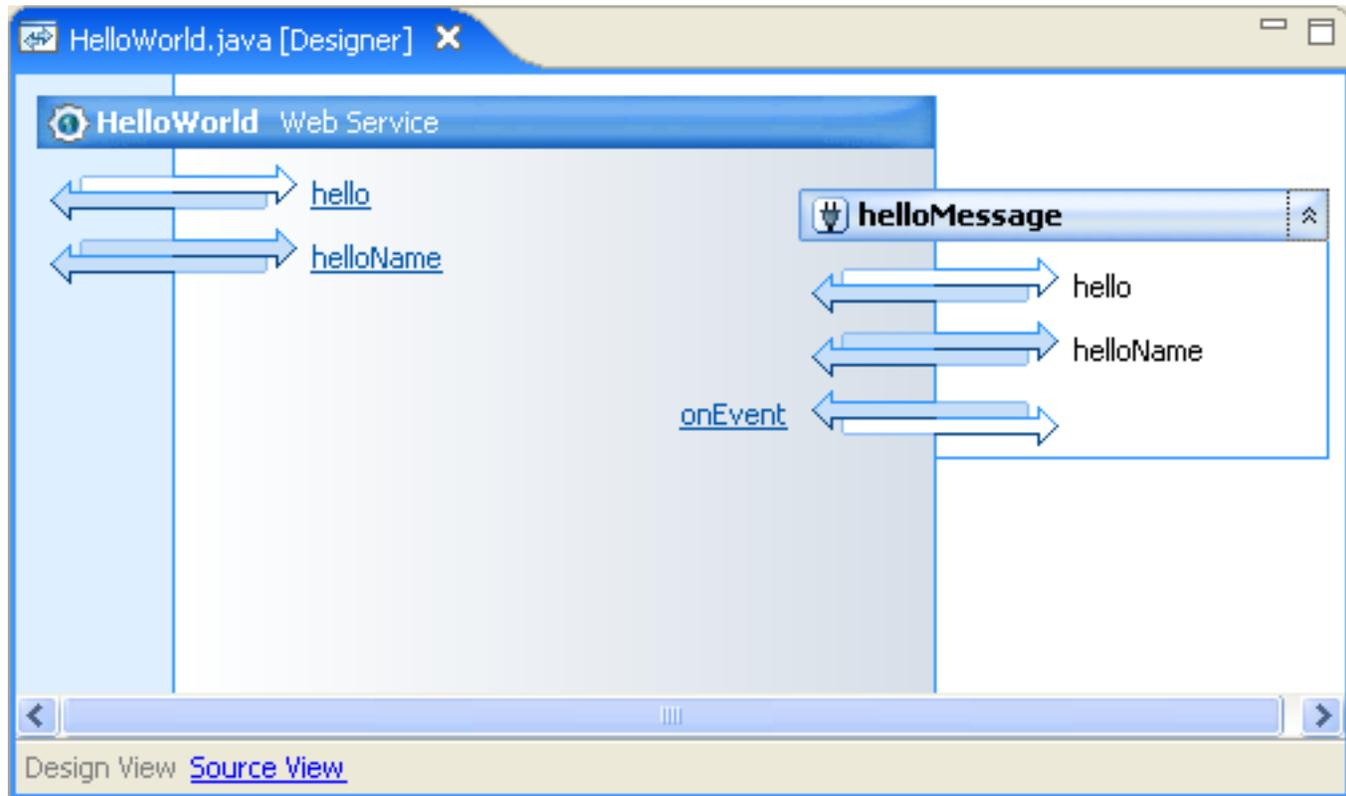 HelloWorld.java [Designer]
HelloWorld Web Service
hello
helloName
helloMessage
hello
helloName
onEvent
Design View Source View